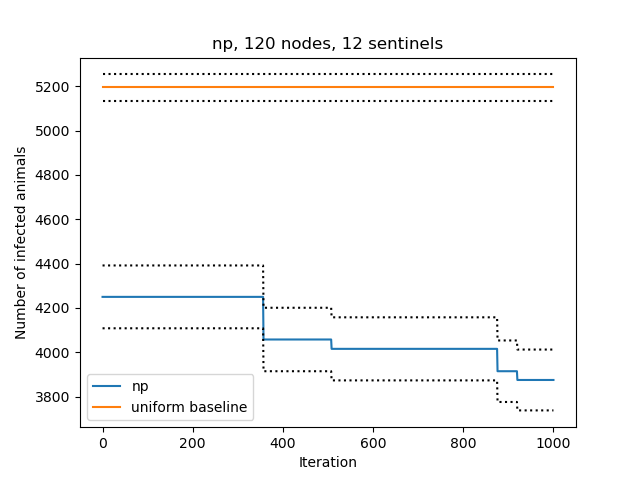 np, 120 nodes, 12 sentinels
Number of infected animals
5200
5000
4800
4600
4400
4200
4000
3800
np
uniform baseline
0 200 400 600 800 1000
Iteration